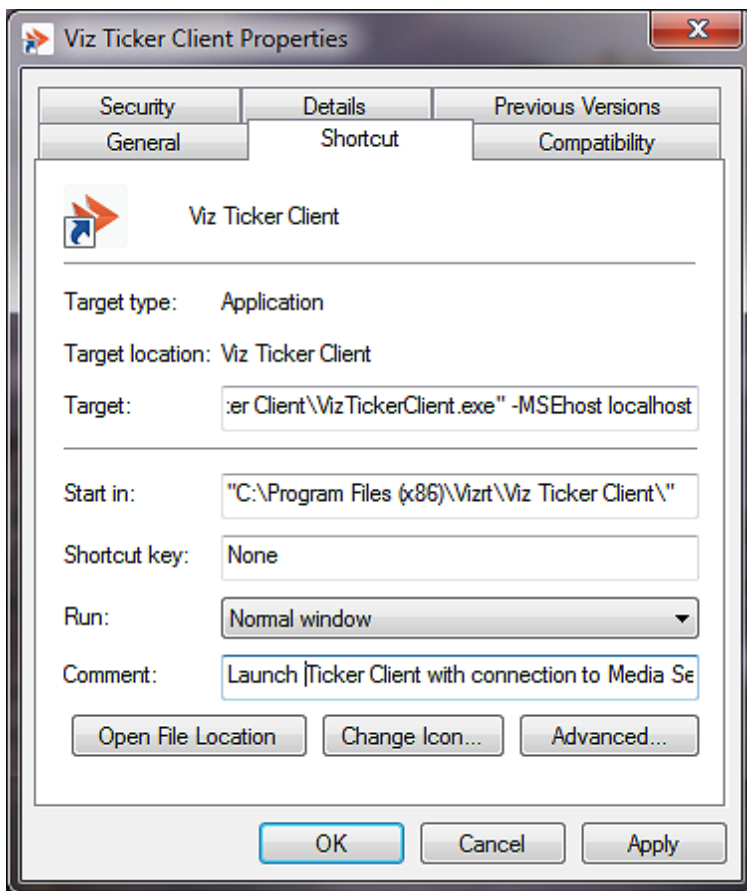 Viz Ticker Client Properties
Security Details Previous Versions
General Shortcut Compatibility
Viz Ticker Client
Target type: Application
Target location: Viz Ticker Client
Target: :er Client\VizTickerClient.exe" -MSEhost localhost
Start in: "C:\Program Files (x86)\Vizrt\Viz Ticker Client\"
Shortcut key: None
Run: Normal window
Comment: Launch Ticker Client with connection to Media Se
Open File Location Change Icon... Advanced...
OK Cancel Apply